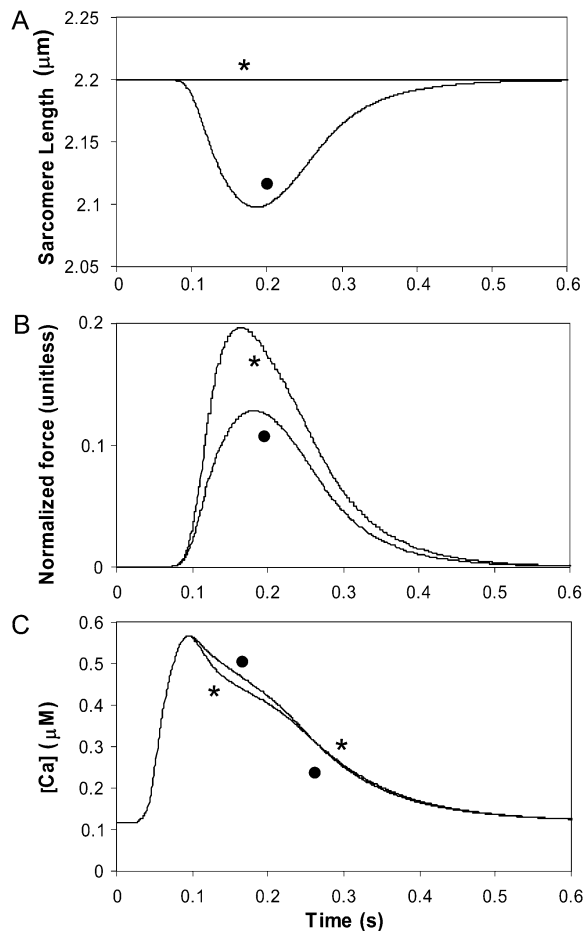 A
Sarcomere Length (μm)
2.25
2.2
2.15
2.1
2.05
*
●
0 0.1 0.2 0.3 0.4 0.5 0.6
B
Normalized force (unitless)
0.2
0.1
0
*
●
0 0.1 0.2 0.3 0.4 0.5 0.6
C
[Ca] (μM)
0.6
0.5
0.4
0.3
0.2
0.1
0
●
*
*
●
0 0.1 0.2 0.3 0.4 0.5 0.6
Time (s)